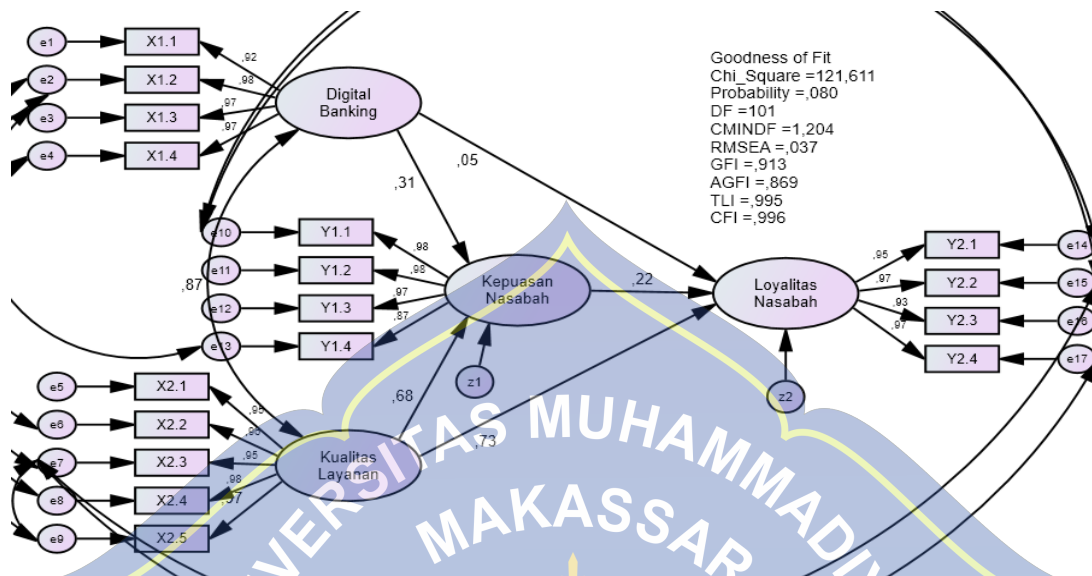 Goodness of Fit
Chi_Square =121,611
Probability =,080
DF =101
CMINDF=1,204
RMSEA =,037
GFI =,913
AGFI =,869
TLI =,995
CFI =,996
e1
X1.1
,92
e2
X1.2
,98
e3
X1.3
,97
e4
X1.4
,97
Digital
Banking
,05
,31
,87
e10
Y1.1
,98
e11
Y1.2
,98
e12
Y1.3
,97
e13
Y1.4
,87
Kepuasan
Nasabah
,22
z1
Loyalitas
Nasabah
z2
Y2.1
,95
e14
Y2.2
,97
e15
Y2.3
,93
e16
Y2.4
,97
e17
e5
X2.1
,95
e6
X2.2
e7
X2.3
,95
e8
X2.4
,98
e9
X2.5
,97
Kualitas
Layanan
,68
,73
VERSITAS MUHAMMADIY
MAKASSAR